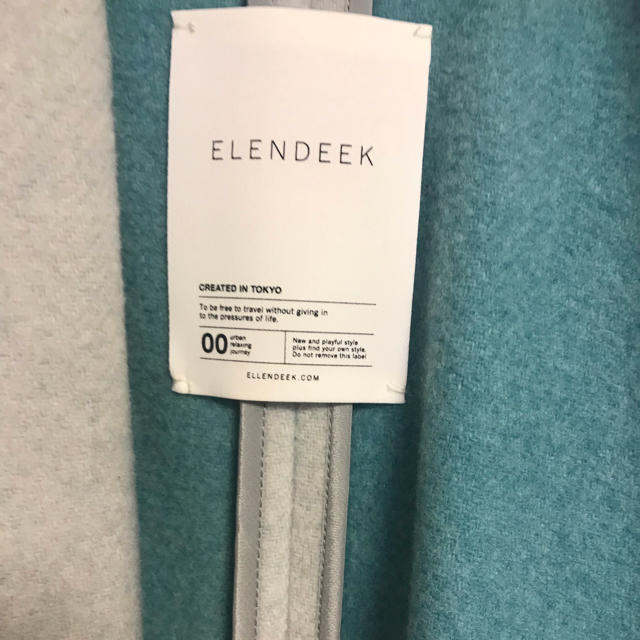 ELENDEEK
CREATED IN TOKYO
To be free to travel without giving in
to the pressures of life.
00
urban
relaxing
journey
New and playful style
plus find your own style.
Do not remove this label
ELLENDEEK.COM